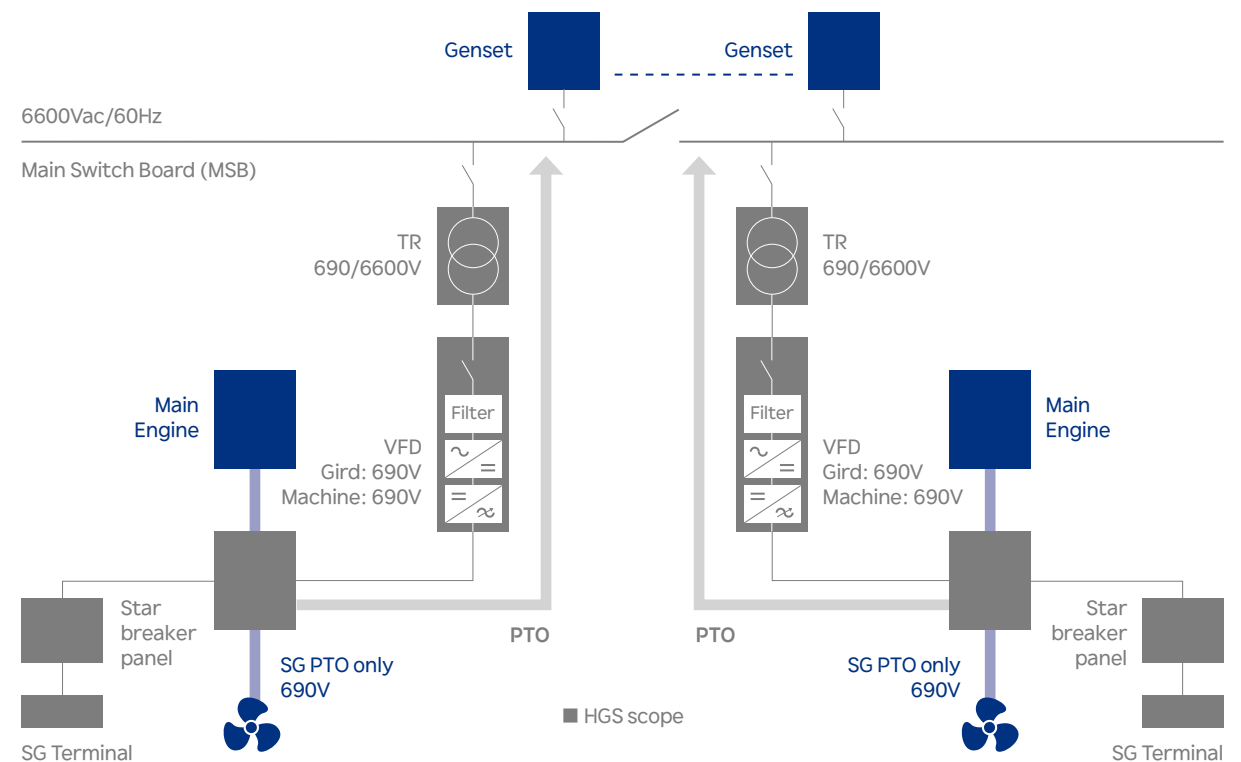 Genset
Genset
6600Vac/60Hz
Main Switch Board (MSB)
TR
690/6600V
TR
690/6600V
Main
Engine
Filter
VFD
Gird: 690V
Machine: 690V
Filter
VFD
Gird: 690V
Machine: 690V
Main
Engine
Star
breaker
panel
PTO
PTO
Star
breaker
panel
SG PTO only
690V
SG PTO only
690V
HGS scope
SG Terminal
SG Terminal